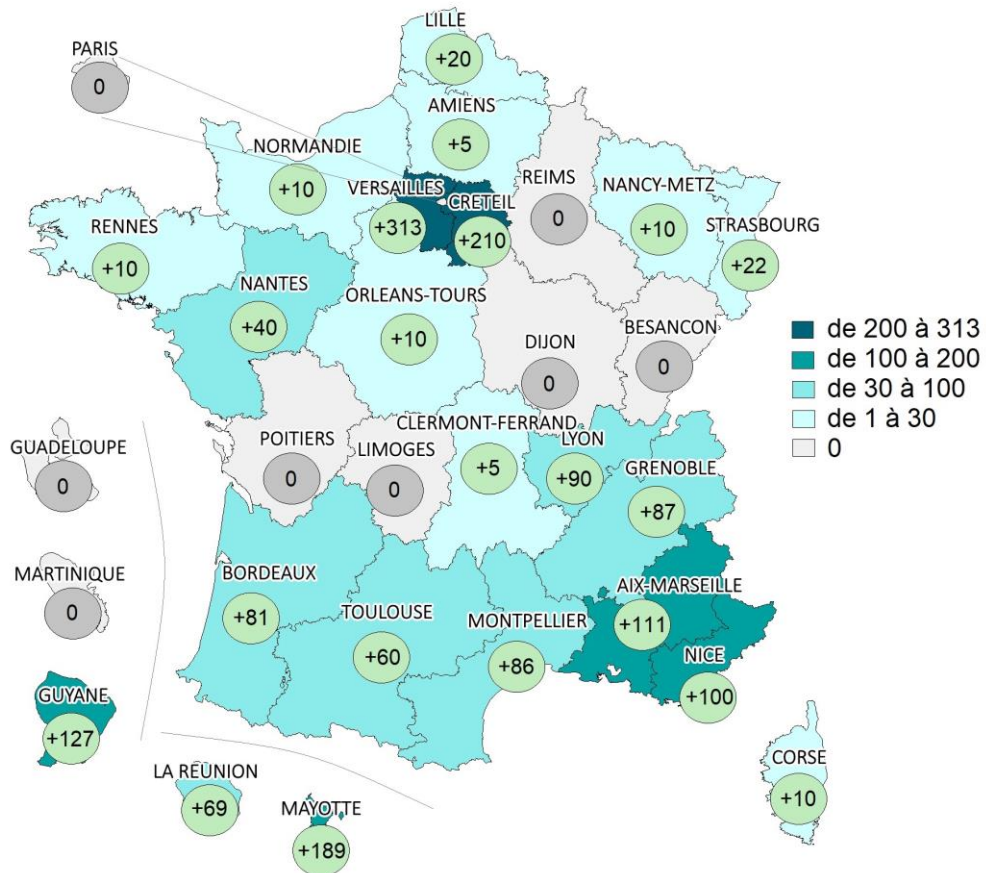 LILLE
+20
PARIS
0
AMIENS
+5
NORMANDIE
+10
VERSAILLES
+313
CRETEIL
+210
REIMS
0
NANCY-METZ
+10
STRASBOURG
+22
RENNES
+10
NANTES
+40
ORLEANS-TOURS
+10
DIJON
0
BESANCON
0
de 200 à 313
de 100 à 200
de 30 à 100
de 1 à 30
0
GUADELOUPE
0
POITIERS
0
LIMOGES
0
CLERMONT-FERRAND
+5
LYON
+90
GRENOBLE
+87
MARTINIQUE
0
BORDEAUX
+81
TOULOUSE
+60
MONTPELLIER
+86
AIX-MARSEILLE
+111
NICE
+100
GUYANE
+127
LA REUNION
+69
MAYOTTE
+189
CORSE
+10